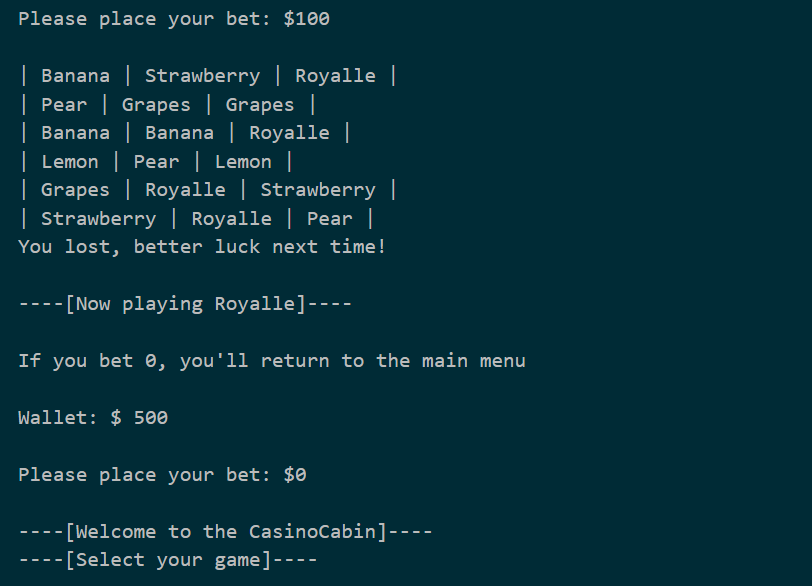 Please place your bet: $100
| Banana | Strawberry | Royalle |
| Pear | Grapes | Grapes |
| Banana | Banana | Royalle |
| Lemon | Pear | Lemon |
| Grapes | Royalle | Strawberry |
| Strawberry | Royalle | Pear |
You lost, better luck next time!
----[Now playing Royalle]----
If you bet 0, you'll return to the main menu
Wallet: $ 500
Please place your bet: $0
----[Welcome to the CasinoCabin]----
----[Select your game]----